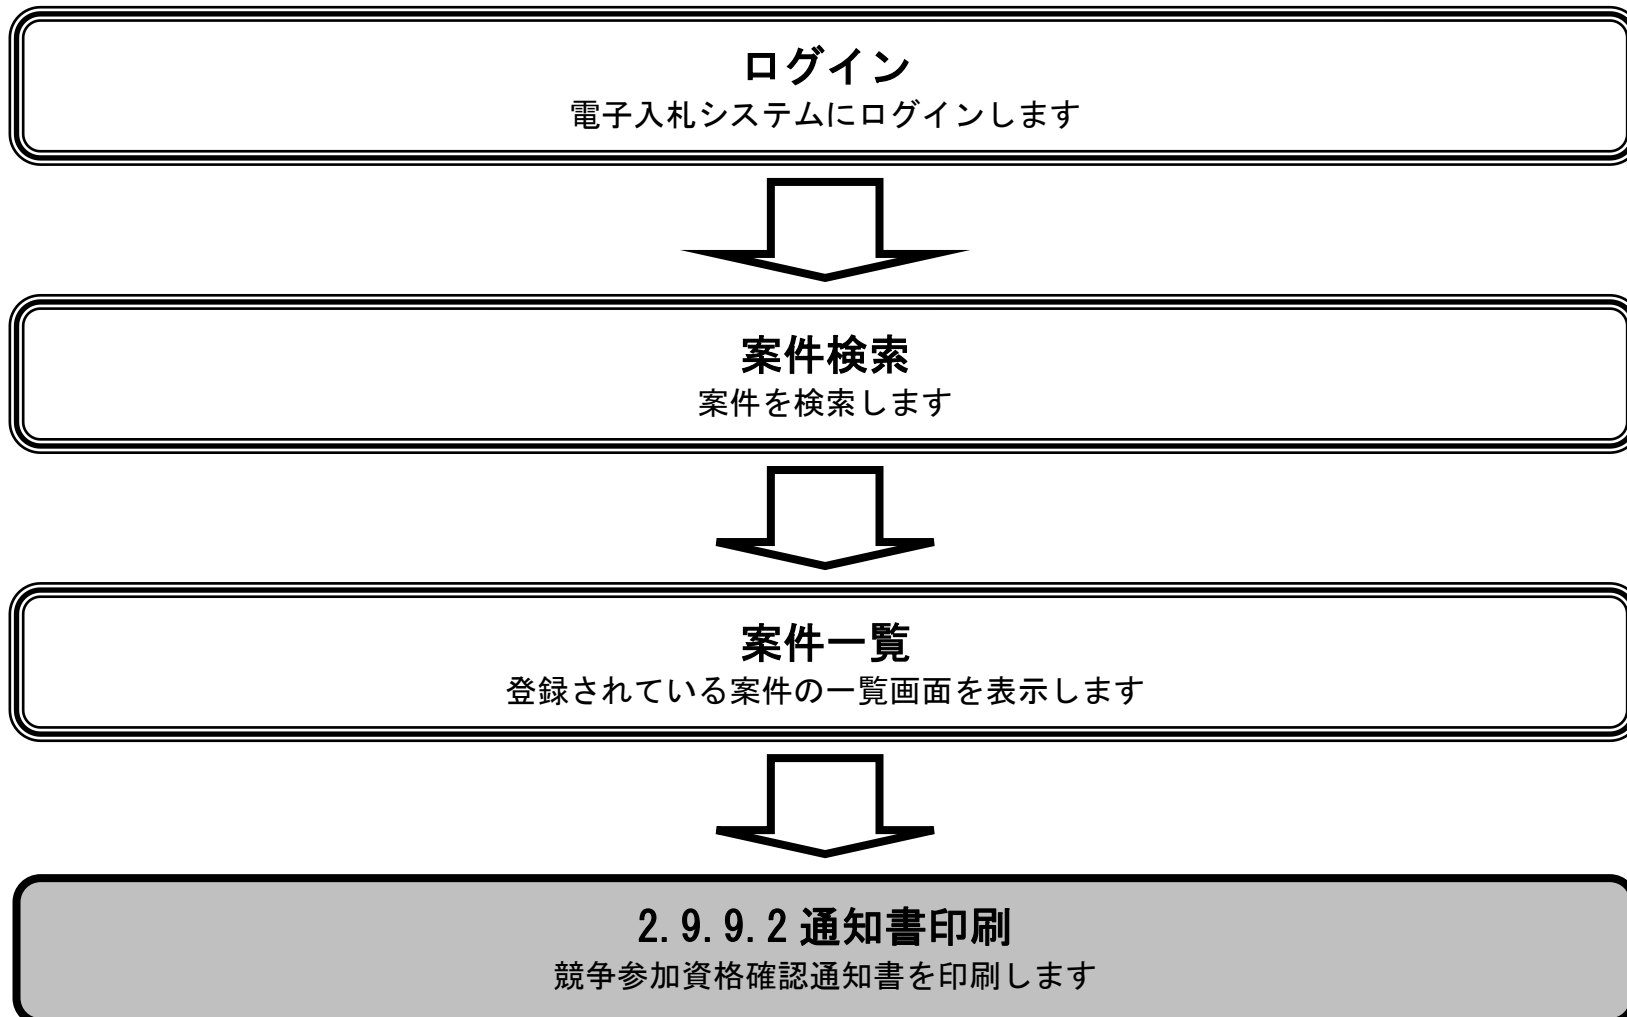 ログイン
電子入札システムにログインします
案件検索
案件を検索します
案件一覧
登録されている案件の一覧画面を表示します
2.9.9.2 通知書印刷
競争参加資格確認通知書を印刷します